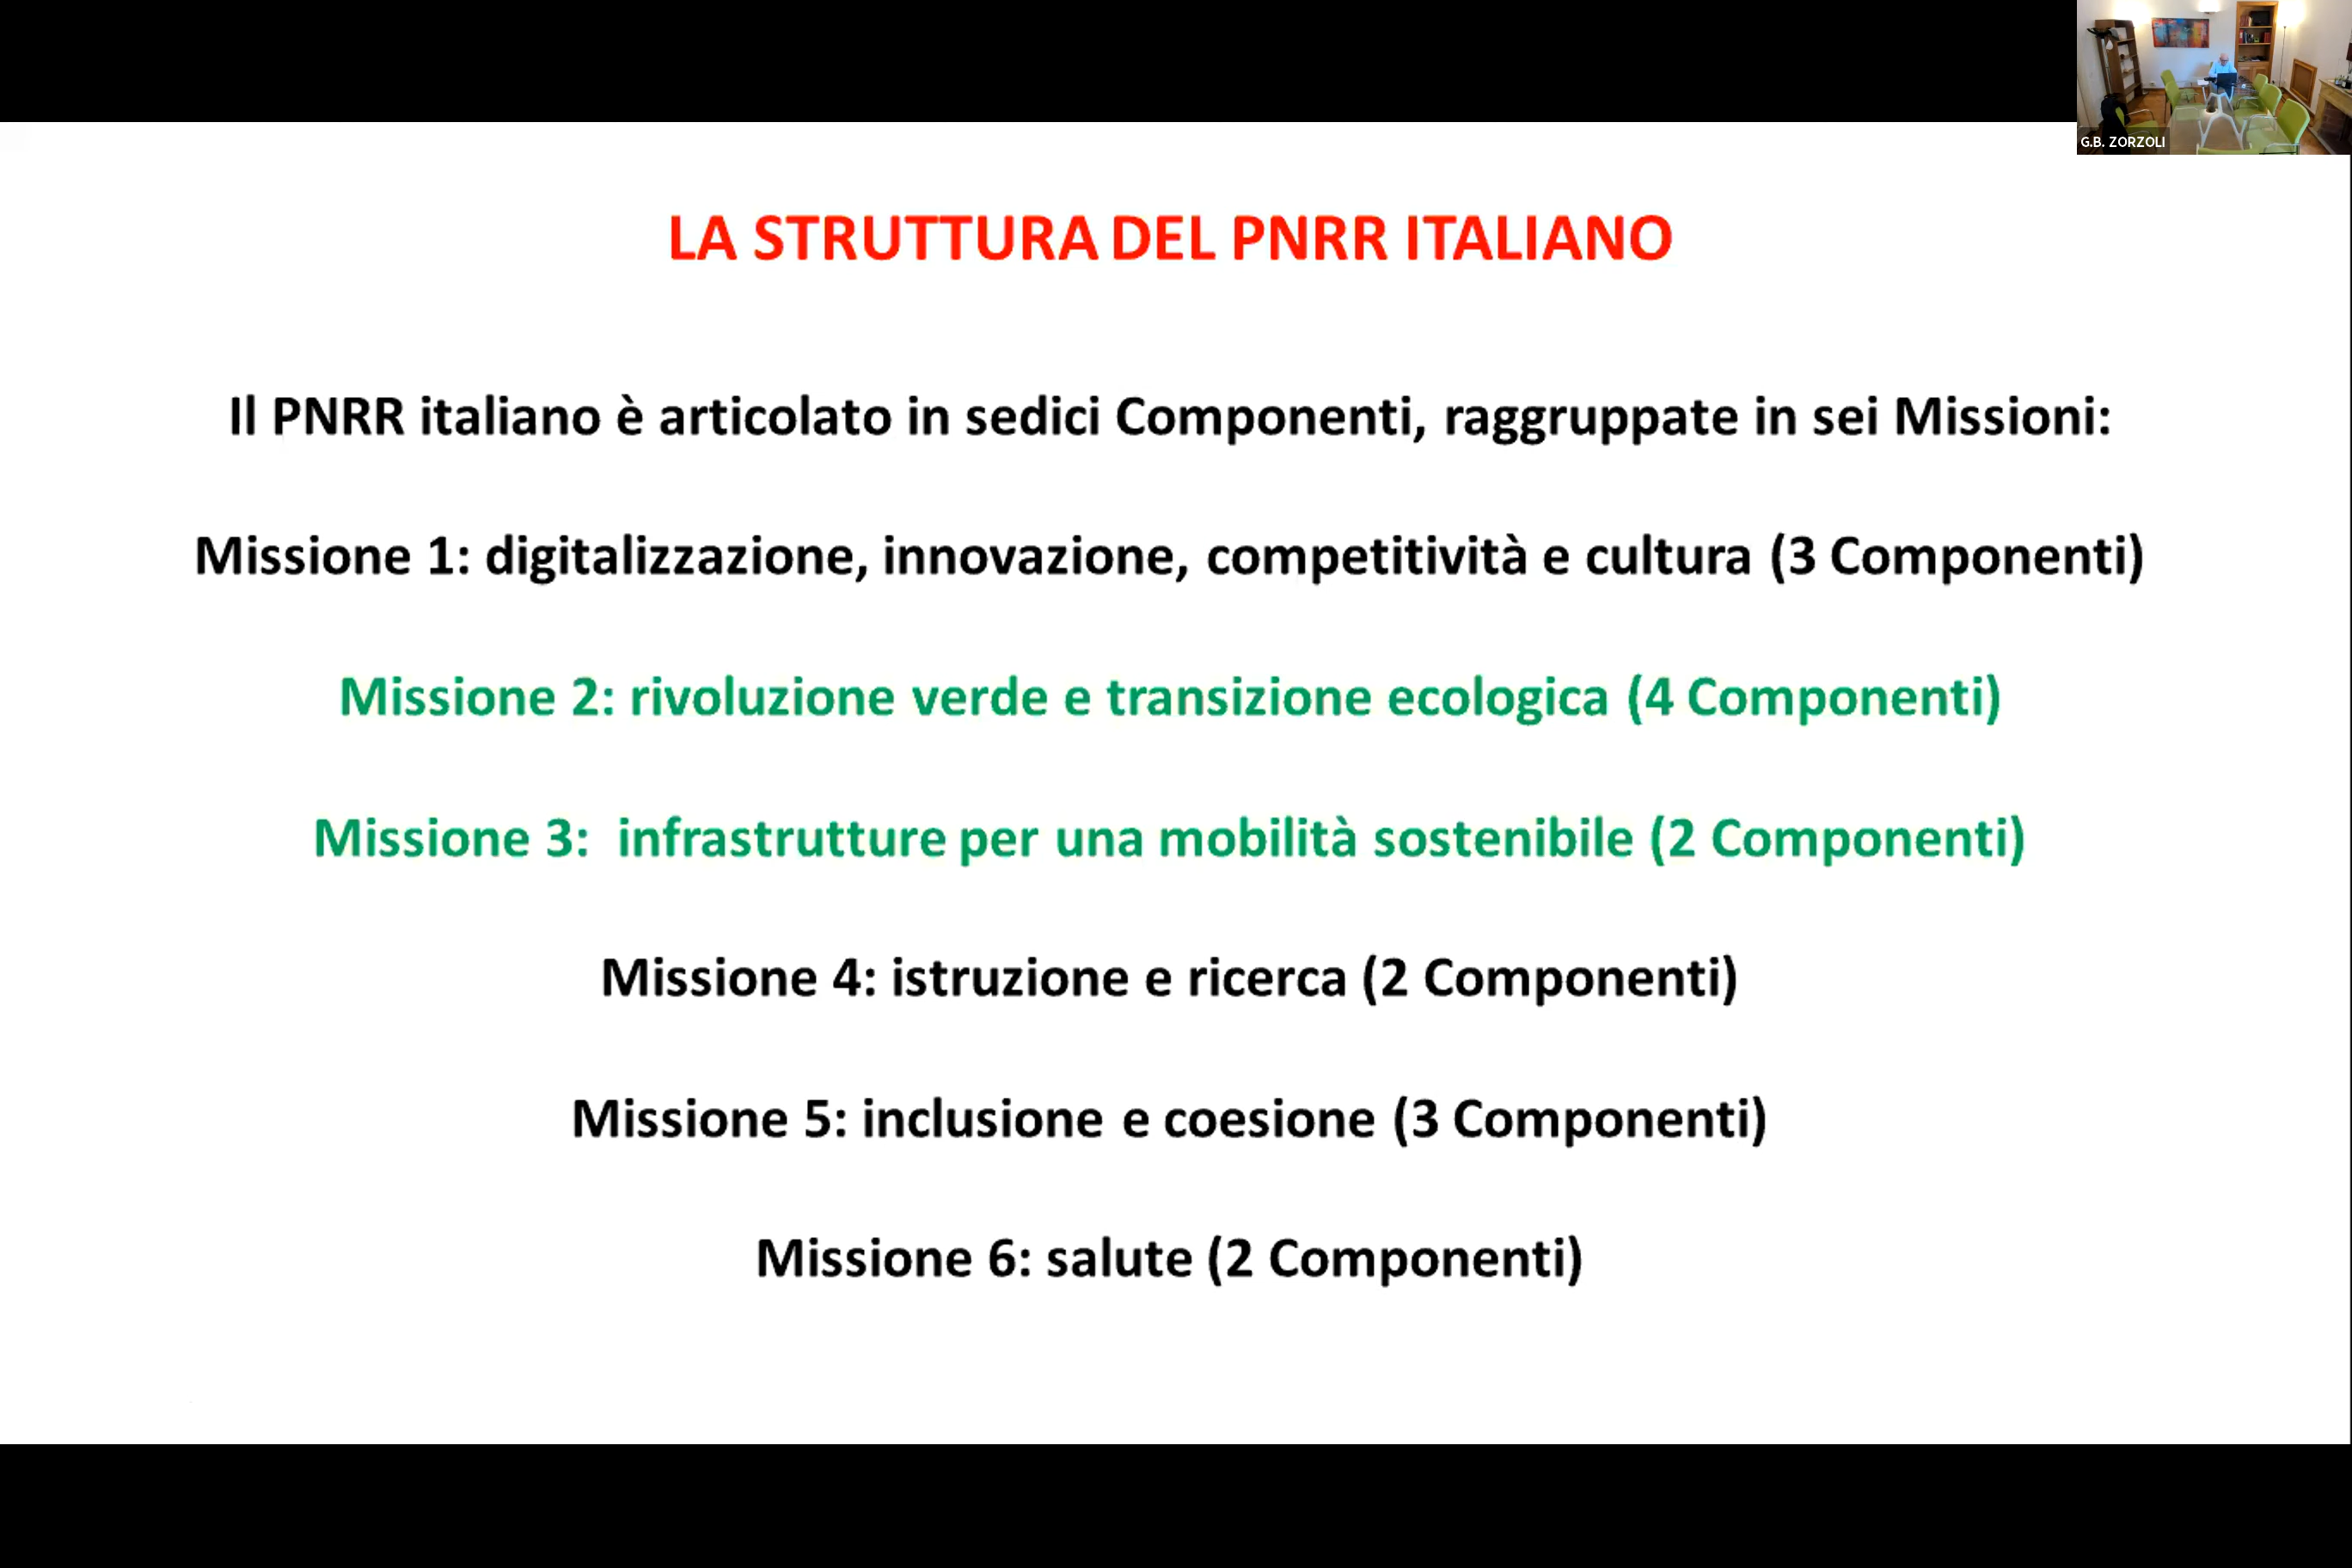 G.B. ZORZOLI
LA STRUTTURA DEL PNRR ITALIANO
Il PNRR italiano è articolato in sedici Componenti, raggruppate in sei Missioni:
Missione 1: digitalizzazione, innovazione, competitività e cultura (3 Componenti)
Missione 2: rivoluzione verde e transizione ecologica (4 Componenti)
Missione 3:  infrastrutture per una mobilità sostenibile (2 Componenti)
Missione 4: istruzione e ricerca (2 Componenti)
Missione 5: inclusione e coesione (3 Componenti)
Missione 6: salute (2 Componenti)